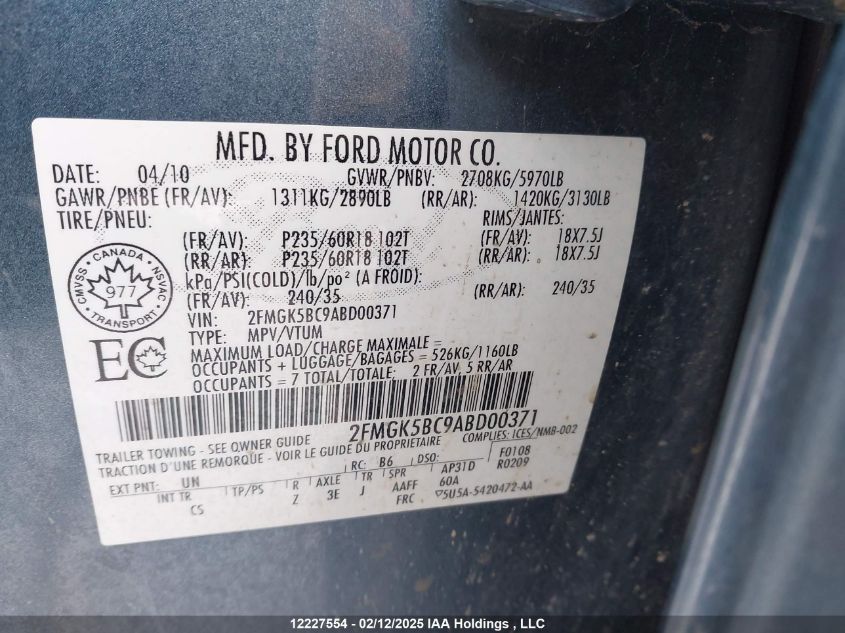 MFD. BY FORD MOTOR CO.
DATE: 04/10 GVWR/PNBV: 2708KG/5970LB
GAWR/PNBE (FR/AV): 1311KG/2890LB (RR/AR): 1420KG/3130LB
TIRE/PNEU: RIMS/JANTES:
(FR/AV): P235/60R18 102T (FR/AV): 18X7.5J
(RR/AR): P235/60R18 102T (RR/AR): 18X7.5J
kPa/PSI(COLD)/lb/po² (A FROID):
(FR/AV): 240/35 (RR/AR): 240/35
CANADA
CMVSS NSVAC
977
TRANSPORT
VIN: 2FMGK5BC9ABD00371
TYPE: MPV/VTUM
MAXIMUM LOAD/CHARGE MAXIMALE =
OCCUPANTS + LUGGAGE/BAGAGES = 526KG/1160LB
OCCUPANTS = 7 TOTAL/TOTALE: 2 FR/AV, 5 RR/AR
EC
2FMGK5BC9ABD00371
TRAILER TOWING - SEE OWNER GUIDE COMPLIES: ICES/NMB-002
TRACTION D'UNE REMORQUE - VOIR LE GUIDE DU PROPRIETAIRE
EXT PNT: UN RC: B6 DSO: F0108
R0209
INT TR TP/PS R AXLE TR SPR AP31D
CS Z 3E J AAFF 60A
FRC ▽5U5A-5420472-AA
12227554 - 02/12/2025 IAA Holdings , LLC